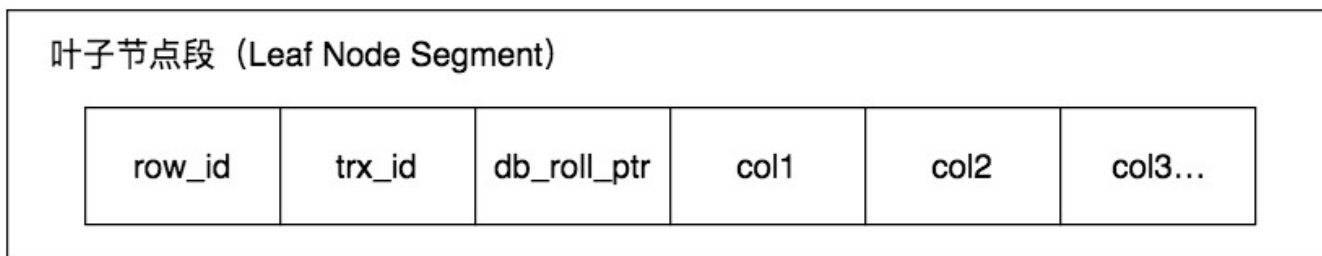 叶子节点段（Leaf Node Segment）
row_id trx_id db_roll_ptr col1 col2 col3…